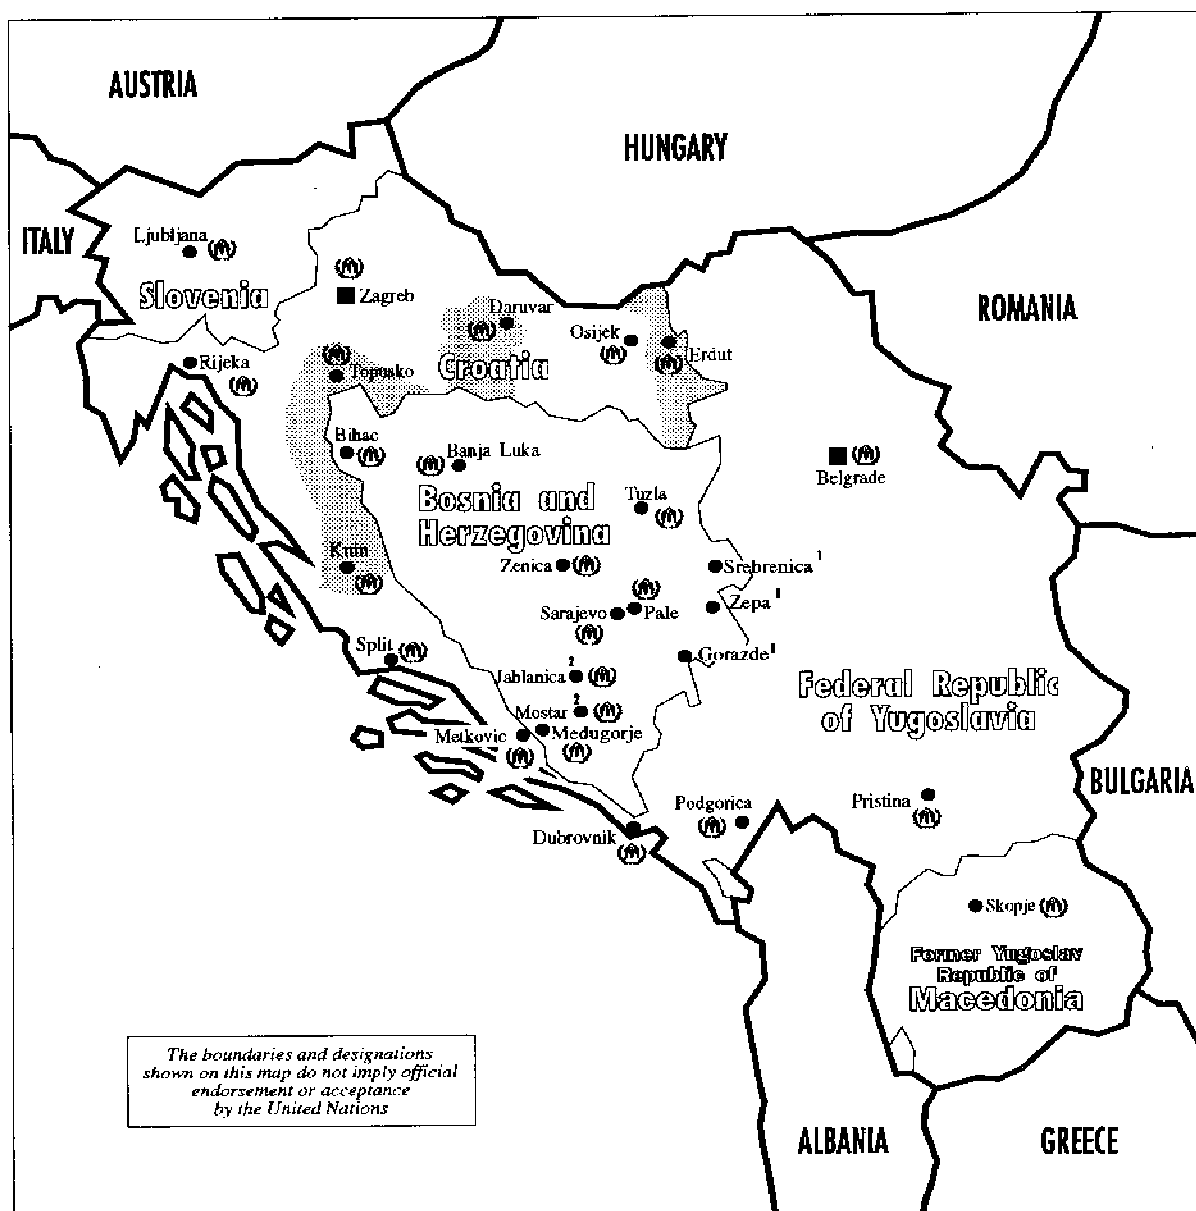 AUSTRIA
HUNGARY
ITALY
Ljubljana
Slovenia
Zagreb
ROMANIA
Daruvar
Osijek
Erdut
Croatia
Rijeka
Topusko
Bihac
Banja Luka
Belgrade
Bosnia and
Herzegovina
Tuzla
Knin
Zenica
Srebrenica 1
Sarajevo
Pale
Zepa 1
Split
Gorazde 1
Jablanica 2
Federal Republic
of Yugoslavia
Mostar 2
Metkovic
Medugorje
BULGARIA
Podgorica
Pristina
Dubrovnik
Skopje
Former Yugoslav
Republic of
Macedonia
The boundaries and designations
shown on this map do not imply official
endorsement or acceptance
by the United Nations
ALBANIA
GREECE